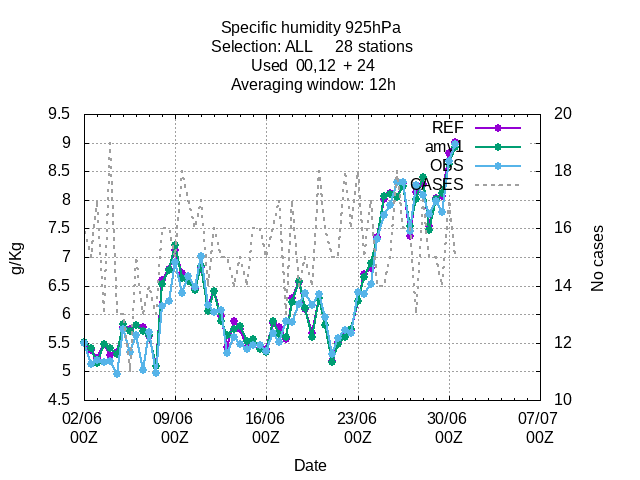 Specific humidity 925hPa
Selection: ALL 28 stations
Used 00,12 + 24
Averaging window: 12h
9.5
9
8.5
8
7.5
7
6.5
6
5.5
5
4.5
g/Kg
REF
amv1
OBS
CASES
20
18
16
14
12
10
No cases
02/06 09/06 16/06 23/06 30/06 07/07
00Z 00Z 00Z 00Z 00Z 00Z
Date